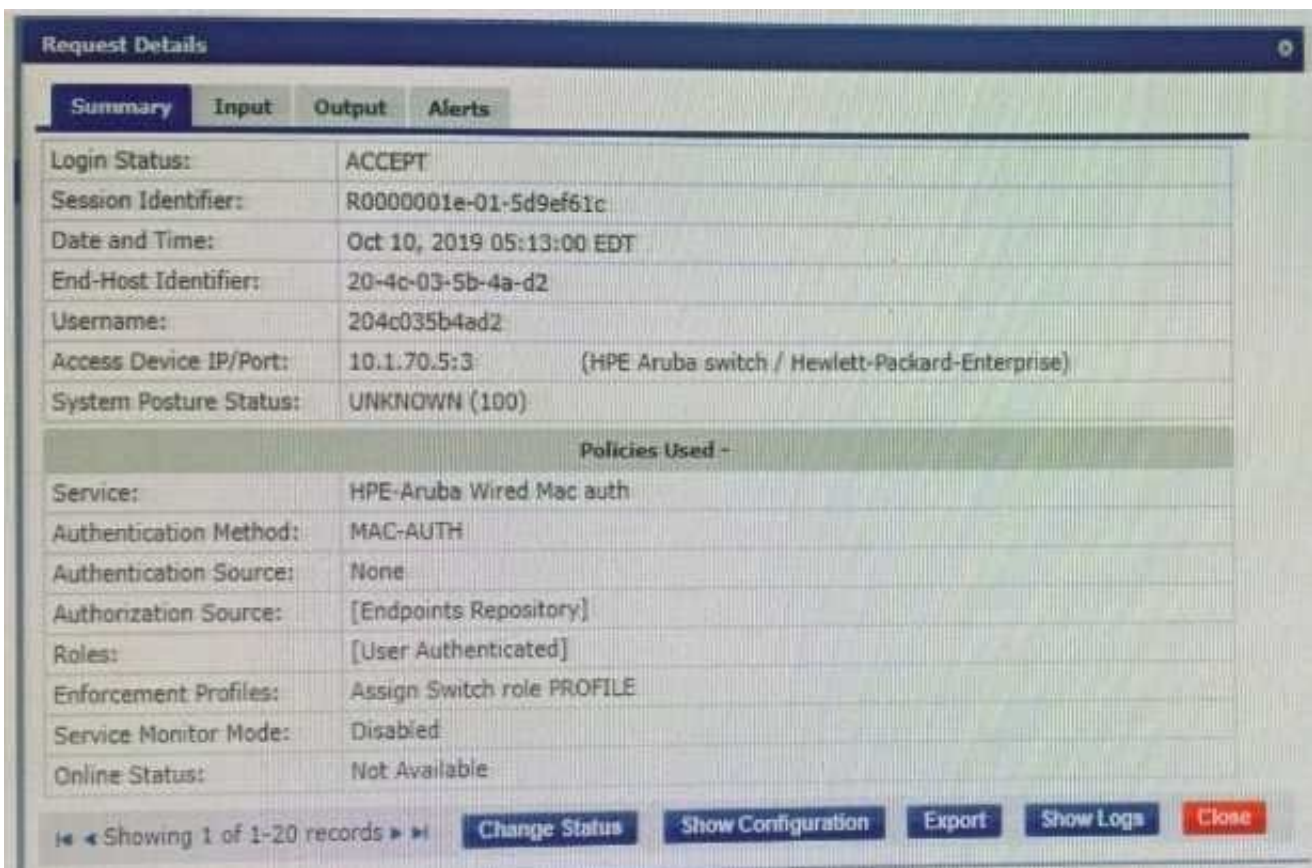 Request Details
Summary Input Output Alerts
Login Status: ACCEPT
Session Identifier: R0000001e-01-5d9ef61c
Date and Time: Oct 10, 2019 05:13:00 EDT
End-Host Identifier: 20-4c-03-5b-4a-d2
Username: 204c035b4ad2
Access Device IP/Port: 10.1.70.5:3 (HPE Aruba switch / Hewlett-Packard-Enterprise)
System Posture Status: UNKNOWN (100)
Policies Used -
Service: HPE-Aruba Wired Mac auth
Authentication Method: MAC-AUTH
Authentication Source: None
Authorization Source: [Endpoints Repository]
Roles: [User Authenticated]
Enforcement Profiles: Assign Switch role PROFILE
Service Monitor Mode: Disabled
Online Status: Not Available
Showing 1 of 1-20 records Change Status Show Configuration Export Show Logs Close